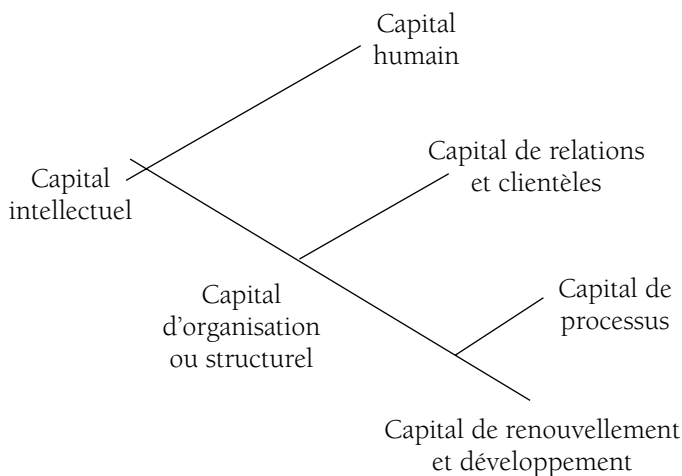 Capital
humain
Capital de relations
et clientèles
Capital
intellectuel
Capital de
processus
Capital
d’organisation
ou structurel
Capital de renouvellement
et développement